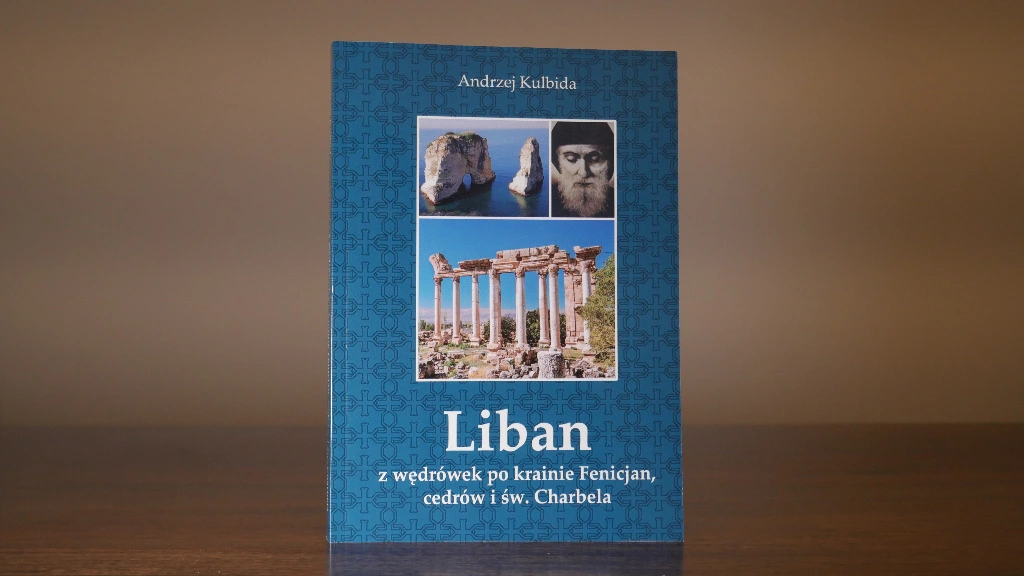 Andrzej Kulbida
Liban
z wędrówek po krainie Fenicjan,
cedrów i św. Charbela